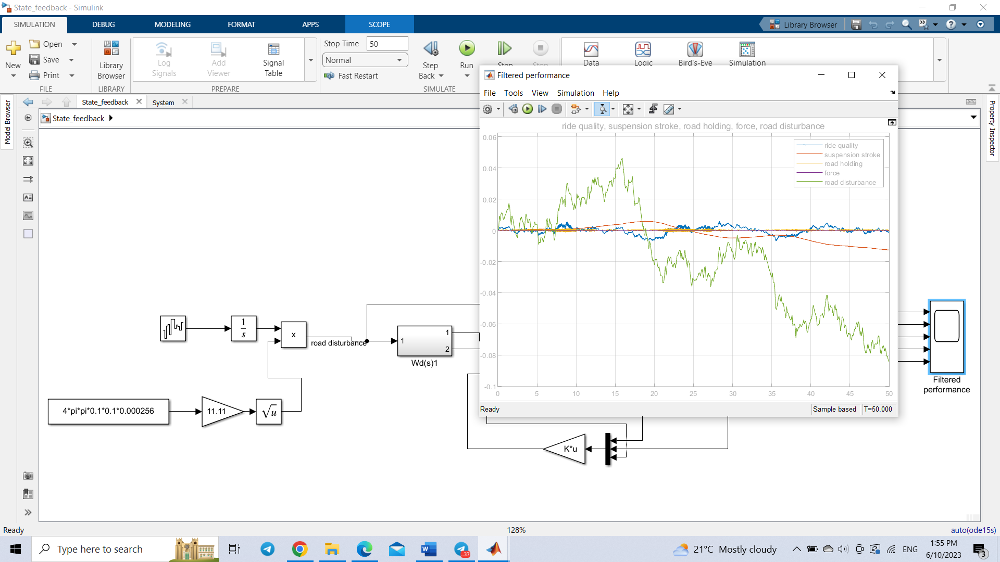 State_feedback - Simulink
SIMULATION
DEBUG
MODELING
FORMAT
APPS
SCOPE
Library Browser
New
Open
Save
Print
FILE
Library
Browser
LIBRARY
Log
Signals
Add
Viewer
Signal
Table
PREPARE
Stop Time 50
Normal
Fast Restart
Step
Back
Run
Step
Stop
SIMULATE
Data
Logic
Bird's-Eye
Simulation
Model Browser
State_feedback
System
State_feedback
Property Inspector
Filtered performance
File Tools View Simulation Help
ride quality, suspension stroke, road holding, force, road disturbance
ride quality
suspension stroke
road holding
force
road disturbance
0.06
0.04
0.02
0
-0.02
-0.04
-0.06
-0.08
-0.1
0 5 10 15 20 25 30 35 40 45 50
Ready
Sample based T=50.000
1
s
x
road disturbance
1
1
2
Wd(s)1
4*pi*pi*0.1*0.1*0.000256
11.11
√u
K*u
Filtered
performance
Ready
128%
auto(ode15s)
Type here to search
..37
21°C Mostly cloudy
ENG
1:55 PM
6/10/2023
3